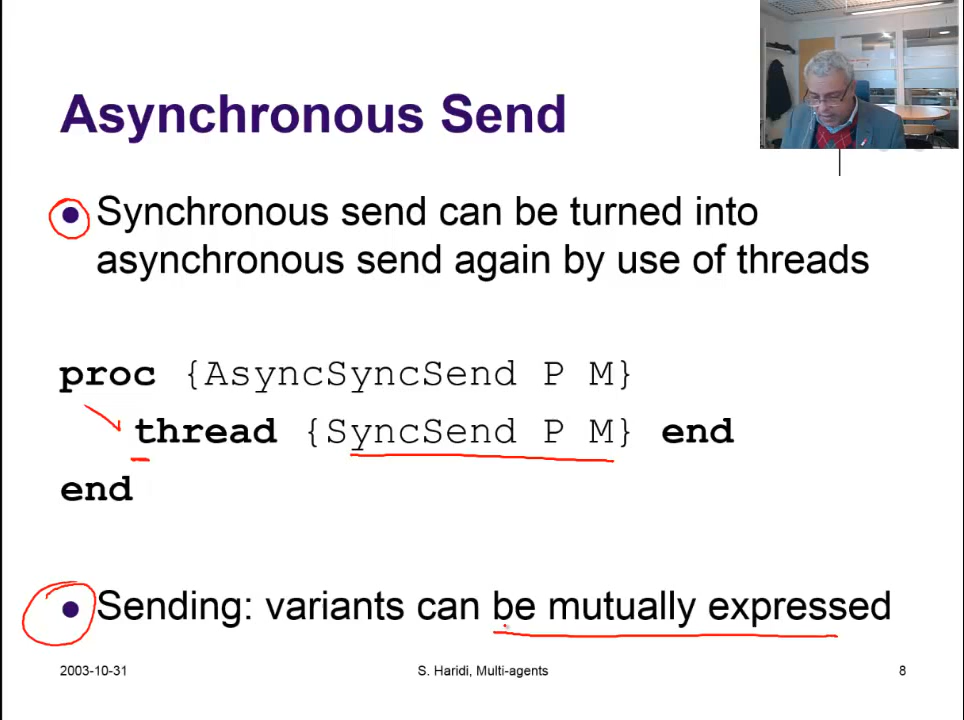 Asynchronous Send
● Synchronous send can be turned into
asynchronous send again by use of threads
proc {AsyncSyncSend P M}
thread {SyncSend P M} end
end
● Sending: variants can be mutually expressed
2003-10-31
S. Haridi, Multi-agents
8